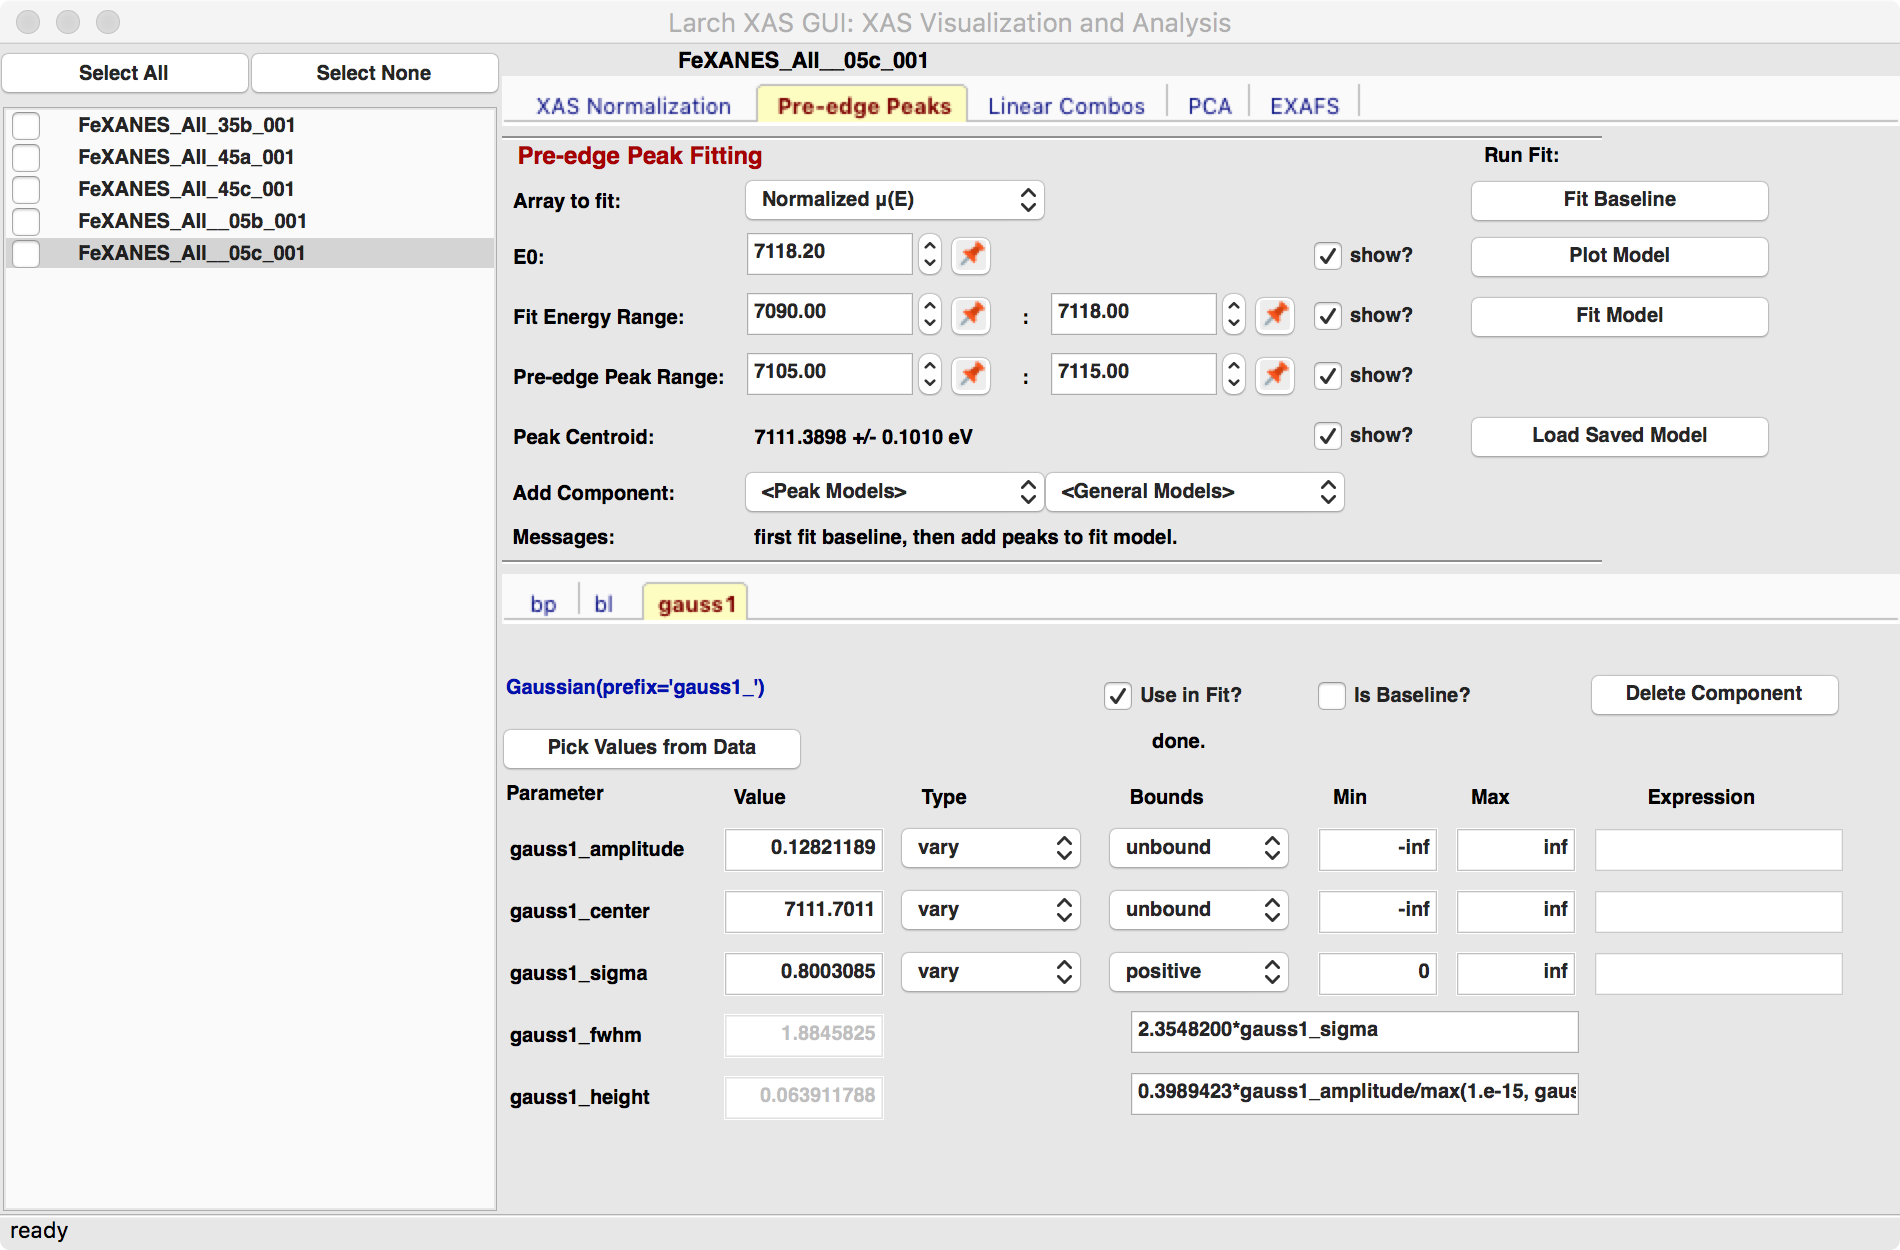 Larch XAS GUI: XAS Visualization and Analysis
Select All
Select None
FeXANES_All_35b_001
FeXANES_All_45a_001
FeXANES_All_45c_001
FeXANES_All__05b_001
FeXANES_All__05c_001
FeXANES_All__05c_001
XAS Normalization
Pre-edge Peaks
Linear Combos
PCA
EXAFS
Pre-edge Peak Fitting
Run Fit:
Array to fit:
Normalized μ(E)
Fit Baseline
E0:
7118.20
show?
Plot Model
Fit Energy Range:
7090.00
:
7118.00
show?
Fit Model
Pre-edge Peak Range:
7105.00
:
7115.00
show?
Peak Centroid:
7111.3898 +/- 0.1010 eV
show?
Load Saved Model
Add Component:
<Peak Models>
<General Models>
Messages:
first fit baseline, then add peaks to fit model.
bp
bl
gauss1
Gaussian(prefix='gauss1_')
Use in Fit?
Is Baseline?
Delete Component
Pick Values from Data
done.
Parameter
Value
Type
Bounds
Min
Max
Expression
gauss1_amplitude
0.12821189
vary
unbound
-inf
inf
gauss1_center
7111.7011
vary
unbound
-inf
inf
gauss1_sigma
0.8003085
vary
positive
0
inf
gauss1_fwhm
1.8845825
2.3548200*gauss1_sigma
gauss1_height
0.063911788
0.3989423*gauss1_amplitude/max(1.e-15, gaus
ready